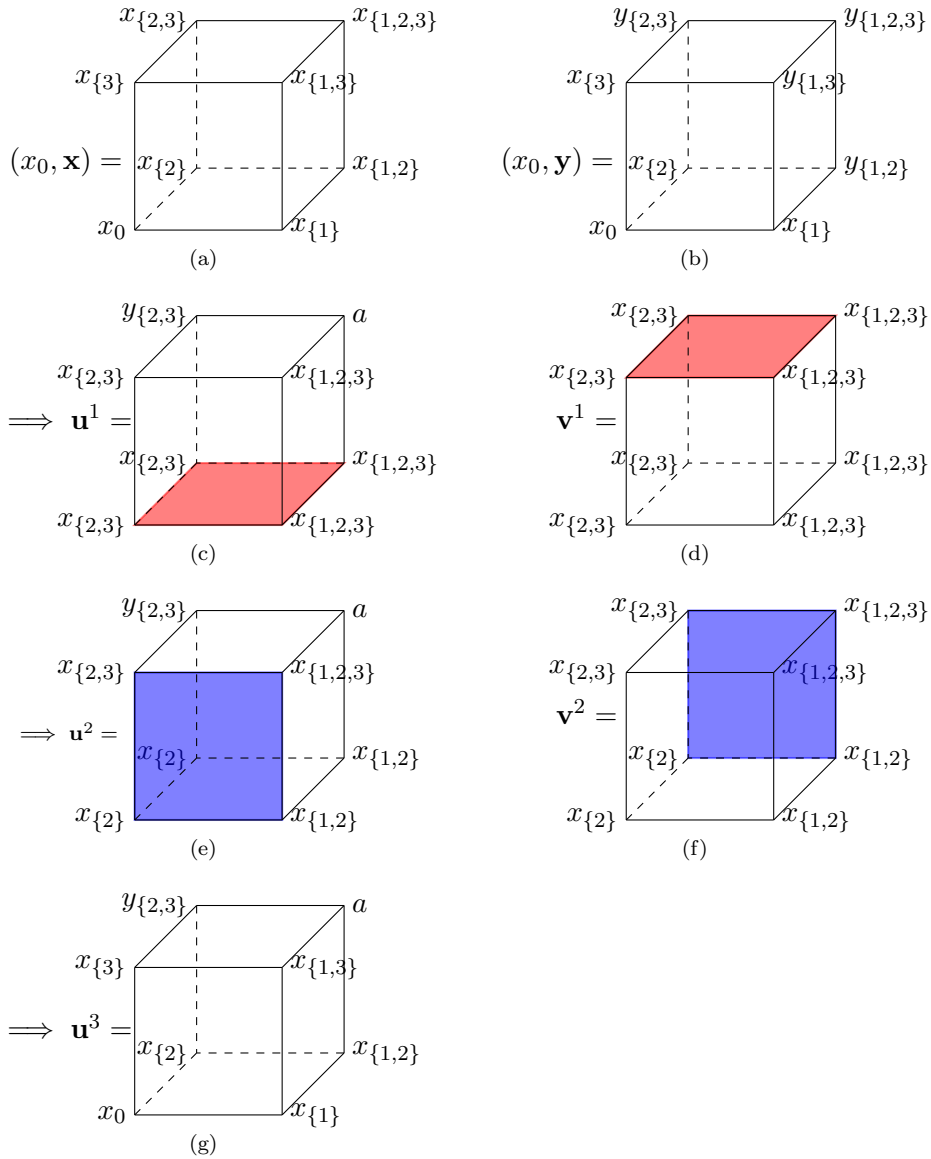 x_{2,3} x_{1,2,3} y_{2,3} y_{1,2,3}
x_{3} x_{1,3} x_{3} y_{1,3}
(x_0, x) = x_{2} x_{1,2} (x_0, y) = x_{2} y_{1,2}
x_0 x_{1} x_0 x_{1}
(a) (b)
y_{2,3} a x_{2,3} x_{1,2,3}
x_{2,3} x_{1,2,3} x_{2,3} x_{1,2,3}
⟹ u^1 = v^1 =
x_{2,3} x_{1,2,3} x_{2,3} x_{1,2,3}
x_{2,3} x_{1,2,3} x_{2,3} x_{1,2,3}
(c) (d)
y_{2,3} a x_{2,3} x_{1,2,3}
x_{2,3} x_{1,2,3} x_{2,3} x_{1,2,3}
⟹ u^2 = v^2 =
x_{2} x_{1,2} x_{2} x_{1,2}
x_{2} x_{1,2} x_{2} x_{1,2}
(e) (f)
y_{2,3} a
x_{3} x_{1,3}
⟹ u^3 =
x_{2} x_{1,2}
x_0 x_{1}
(g)